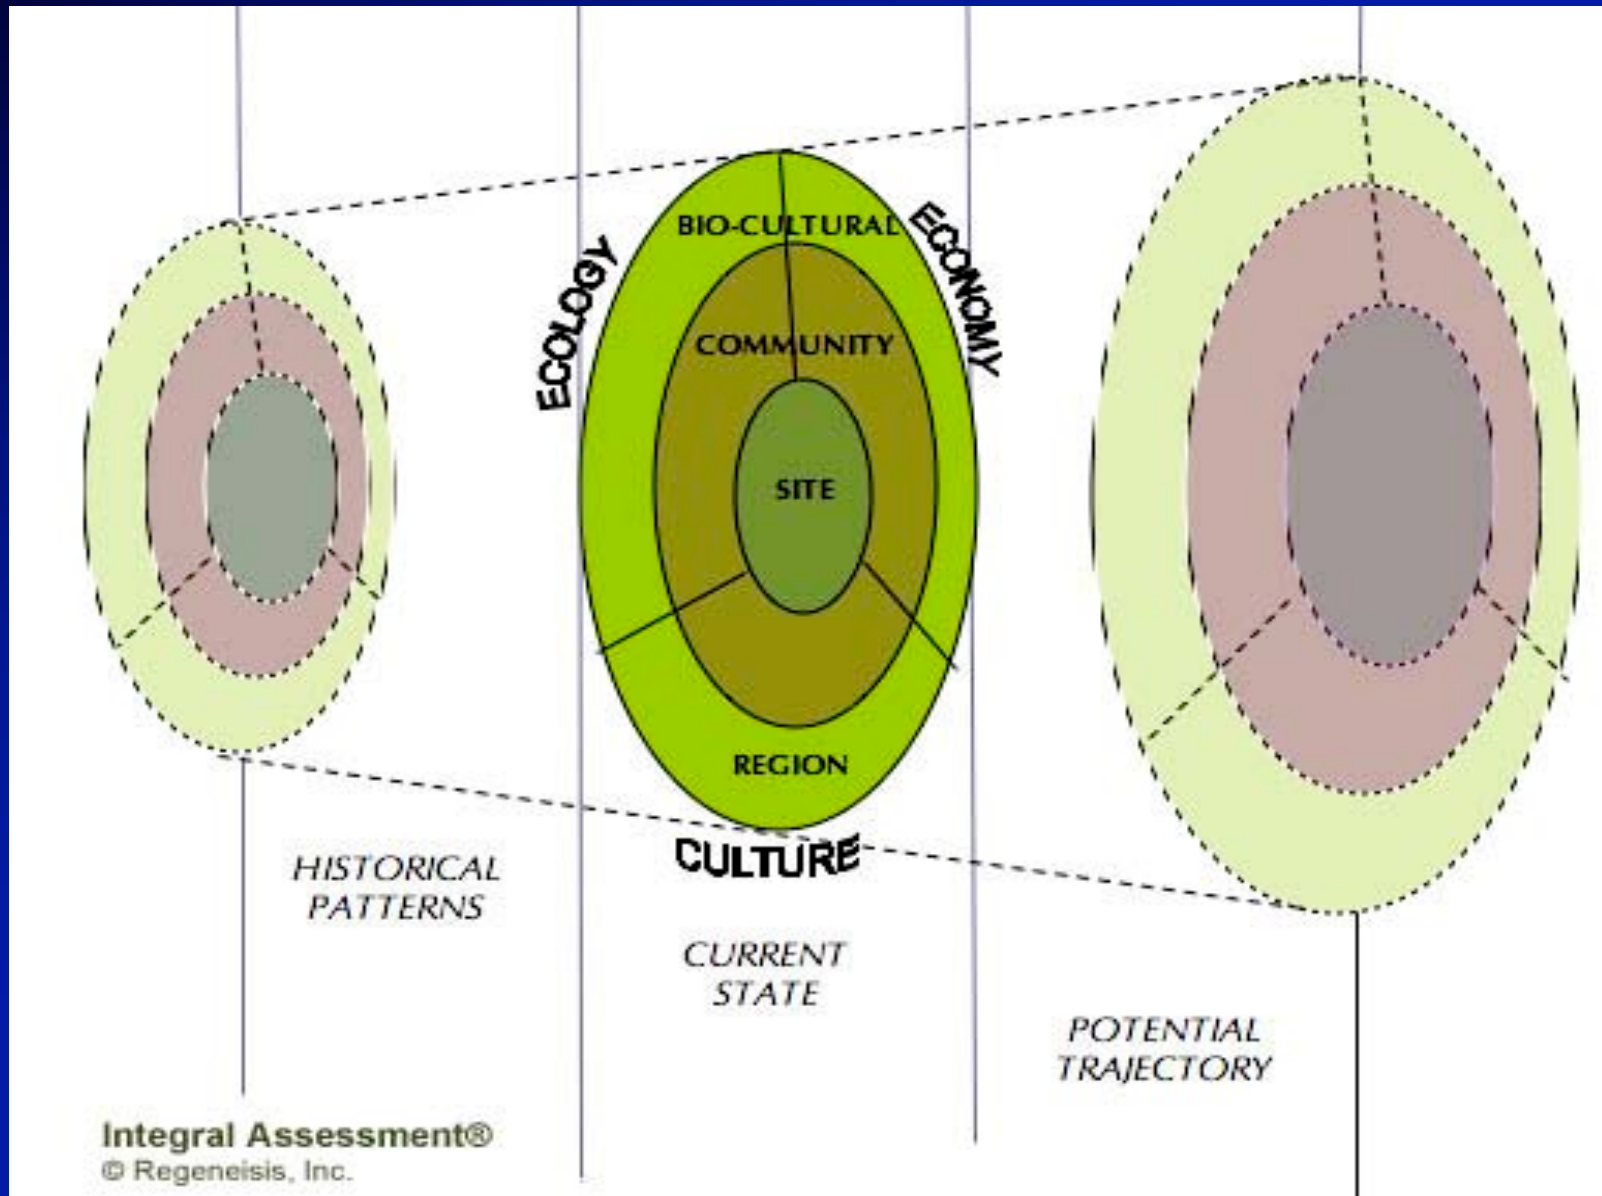 BIO-CULTURAL
ECOLOGY
ECONOMY
COMMUNITY
SITE
REGION
CULTURE
HISTORICAL
PATTERNS
CURRENT
STATE
POTENTIAL
TRAJECTORY
Integral Assessment®
© Regeneisis, Inc.